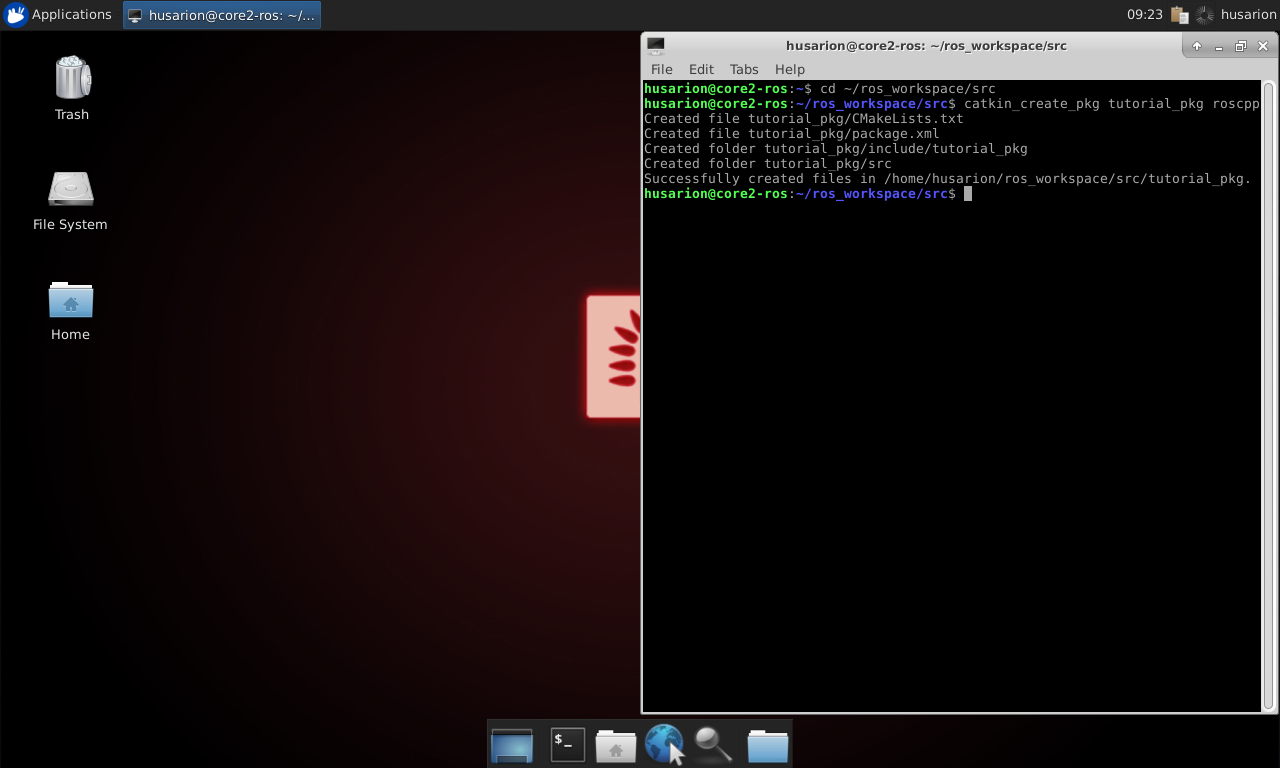 Applications
husarion@core2-ros: ~/...
09:23
husarion
Trash
File System
Home
husarion@core2-ros: ~/ros_workspace/src
File Edit Tabs Help
husarion@core2-ros:~$ cd ~/ros_workspace/src
husarion@core2-ros:~/ros_workspace/src$ catkin_create_pkg tutorial_pkg roscpp
Created file tutorial_pkg/CMakeLists.txt
Created file tutorial_pkg/package.xml
Created folder tutorial_pkg/include/tutorial_pkg
Created folder tutorial_pkg/src
Successfully created files in /home/husarion/ros_workspace/src/tutorial_pkg.
husarion@core2-ros:~/ros_workspace/src$
$_